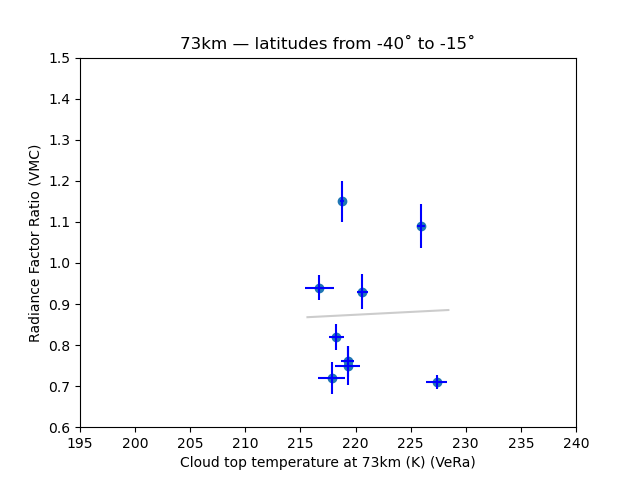 73km — latitudes from -40˚ to -15˚
1.5
1.4
1.3
1.2
1.1
1.0
0.9
0.8
0.7
0.6
Radiance Factor Ratio (VMC)
195 200 205 210 215 220 225 230 235 240
Cloud top temperature at 73km (K) (VeRa)